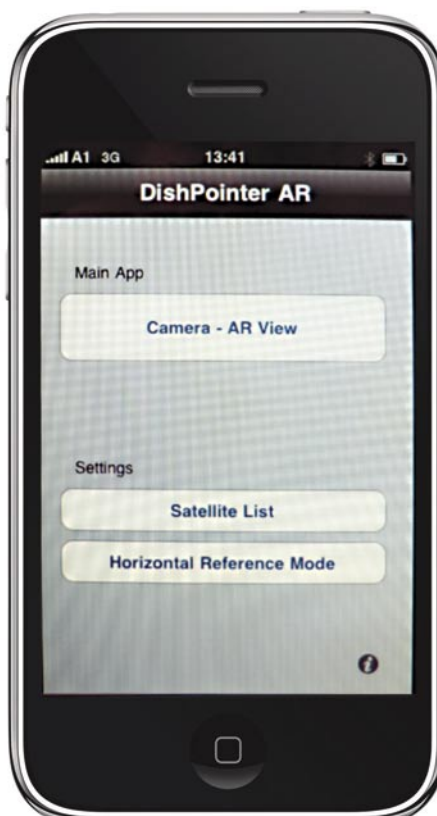 A1 3G 13:41
DishPointer AR
Main App
Camera - AR View
Settings
Satellite List
Horizontal Reference Mode
i